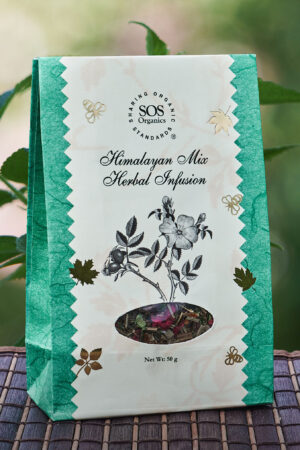 SHARING ORGANIC
SOS
Organics
STANDARDS ®
Himalayan Mix
Herbal Infusion
Net Wt: 50 g